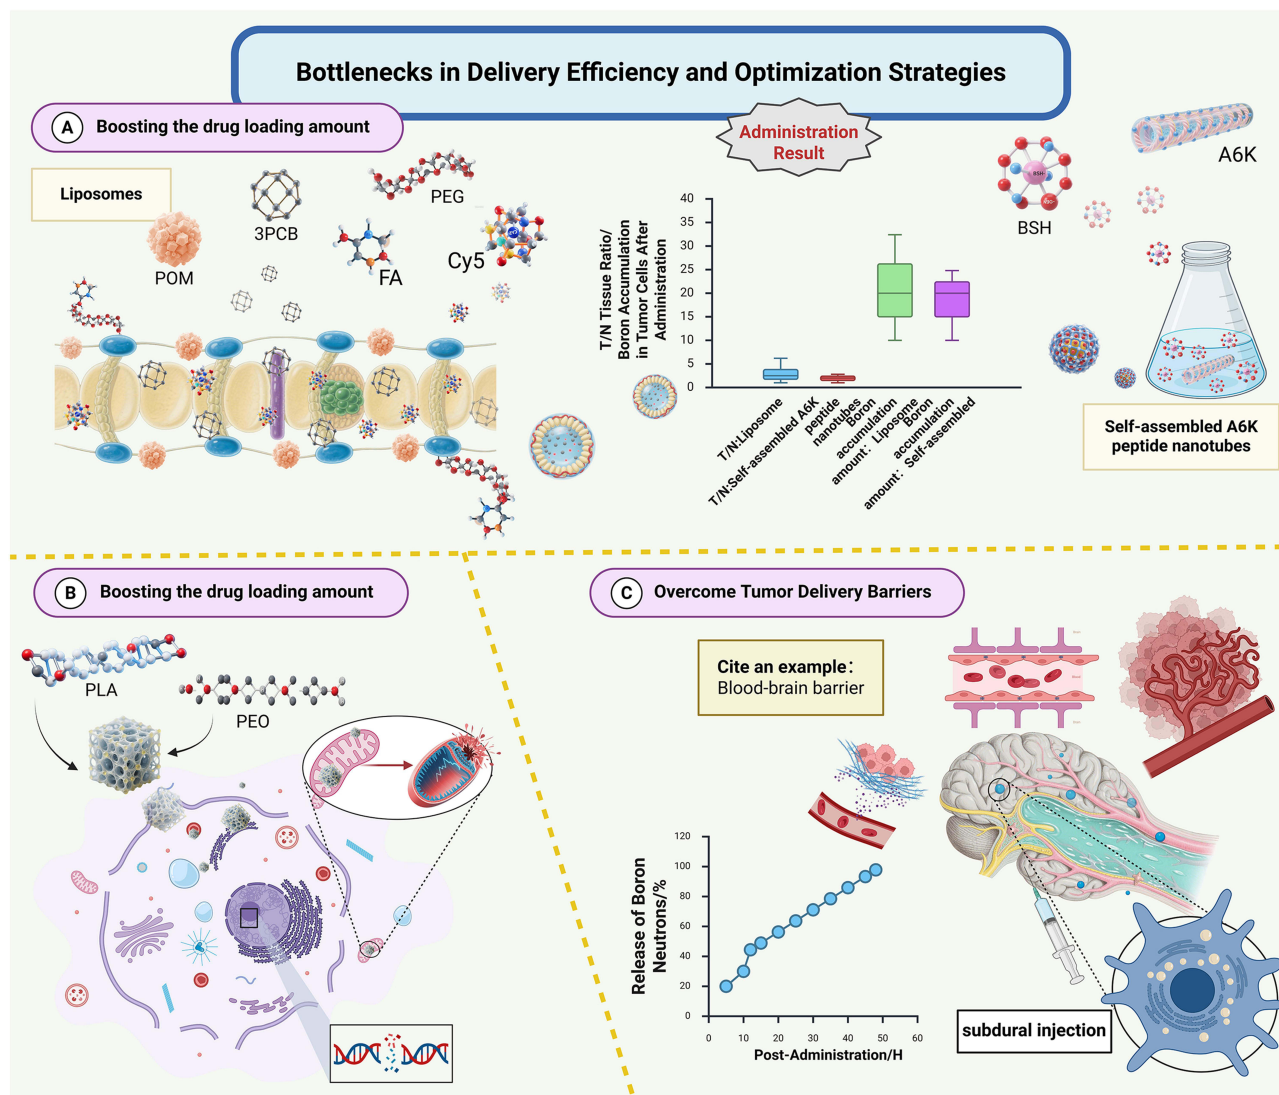 Bottlenecks in Delivery Efficiency and Optimization Strategies
A Boosting the drug loading amount
Liposomes
POM
3PCB
PEG
FA
Cy5
Administration
Result
T/N Tissue Ratio/
Boron Accumulation
in Tumor Cells After
Administration
40
35
30
25
20
15
10
5
0
T/N:Liposome
T/N:Self-assembled A6K
peptide
nanotubes
Boron
accumulation
amount: Liposome
Boron
accumulation
amount: Self-assembled
BSH
BSH
A6K
Self-assembled A6K
peptide nanotubes
B Boosting the drug loading amount
PLA
PEO
C Overcome Tumor Delivery Barriers
Cite an example:
Blood-brain barrier
Release of Boron
Neutrons/%
120
100
80
60
40
20
0
0 10 20 30 40 50 60
Post-Administration/H
subdural injection